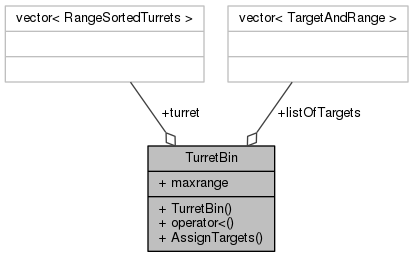 vector< RangeSortedTurrets >
vector< TargetAndRange >
+turret
+listOfTargets
TurretBin
+ maxrange
+ TurretBin()
+ operator<()
+ AssignTargets()